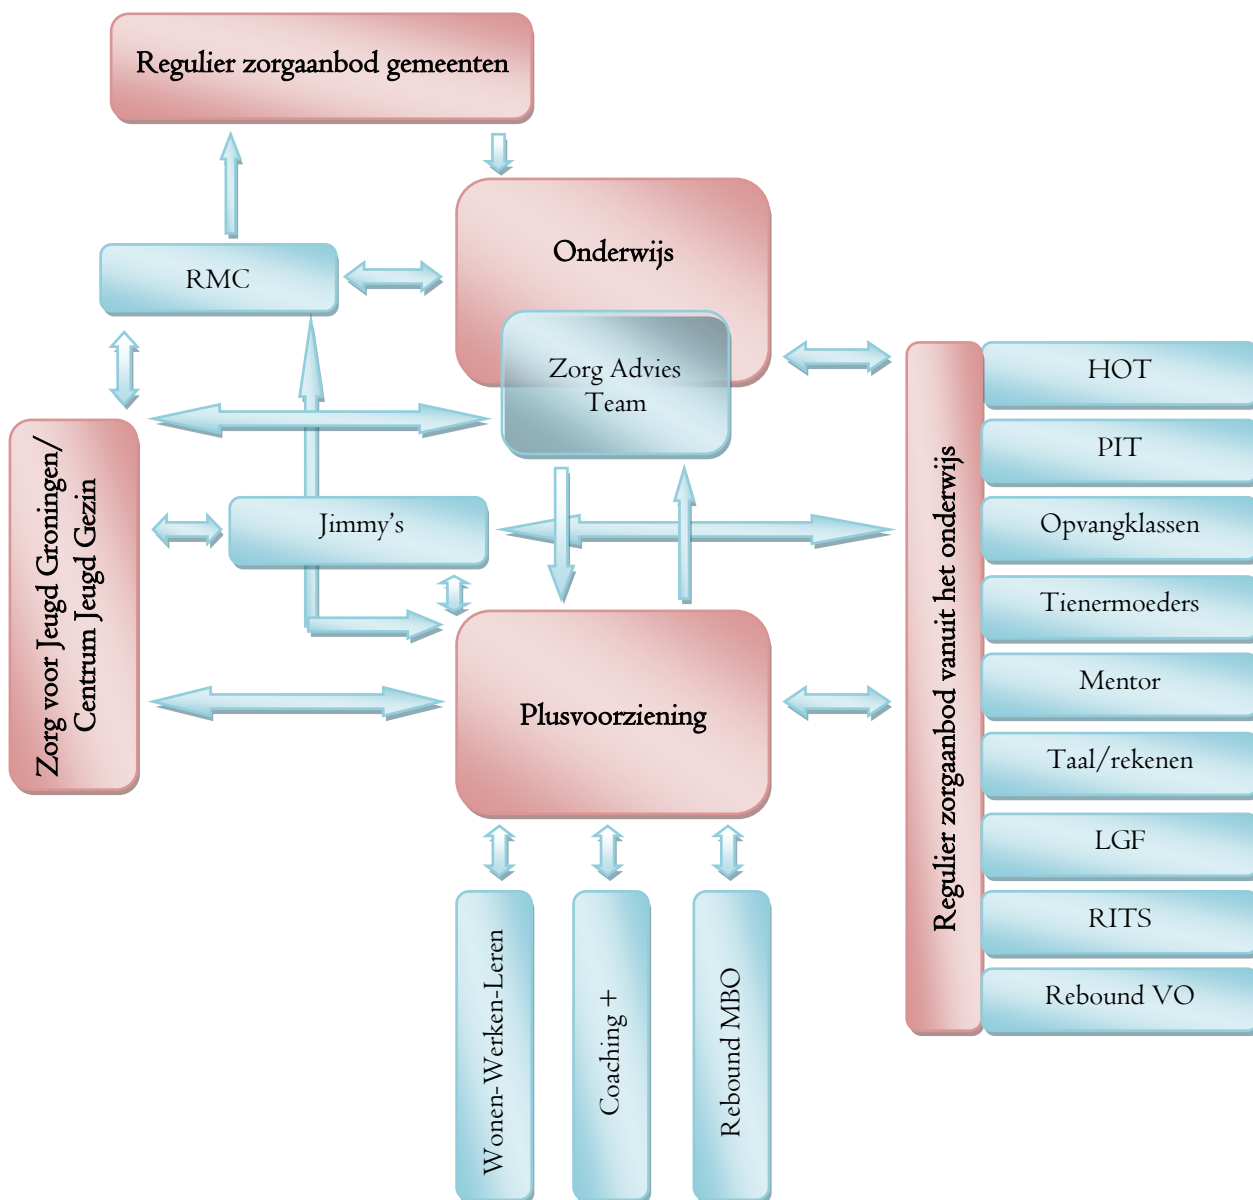 Regulier zorgaanbod gemeenten
Onderwijs
RMC
Zorg Advies
Team
HOT
PIT
Opvangklassen
Tienermoeders
Mentor
Taal/rekenen
LGF
RITS
Rebound VO
Regulier zorgaanbod vanuit het onderwijs
Zorg voor Jeugd Groningen/
Centrum Jeugd Gezin
Jimmy’s
Plusvoorziening
Wonen-Werken-Leren
Coaching +
Rebound MBO